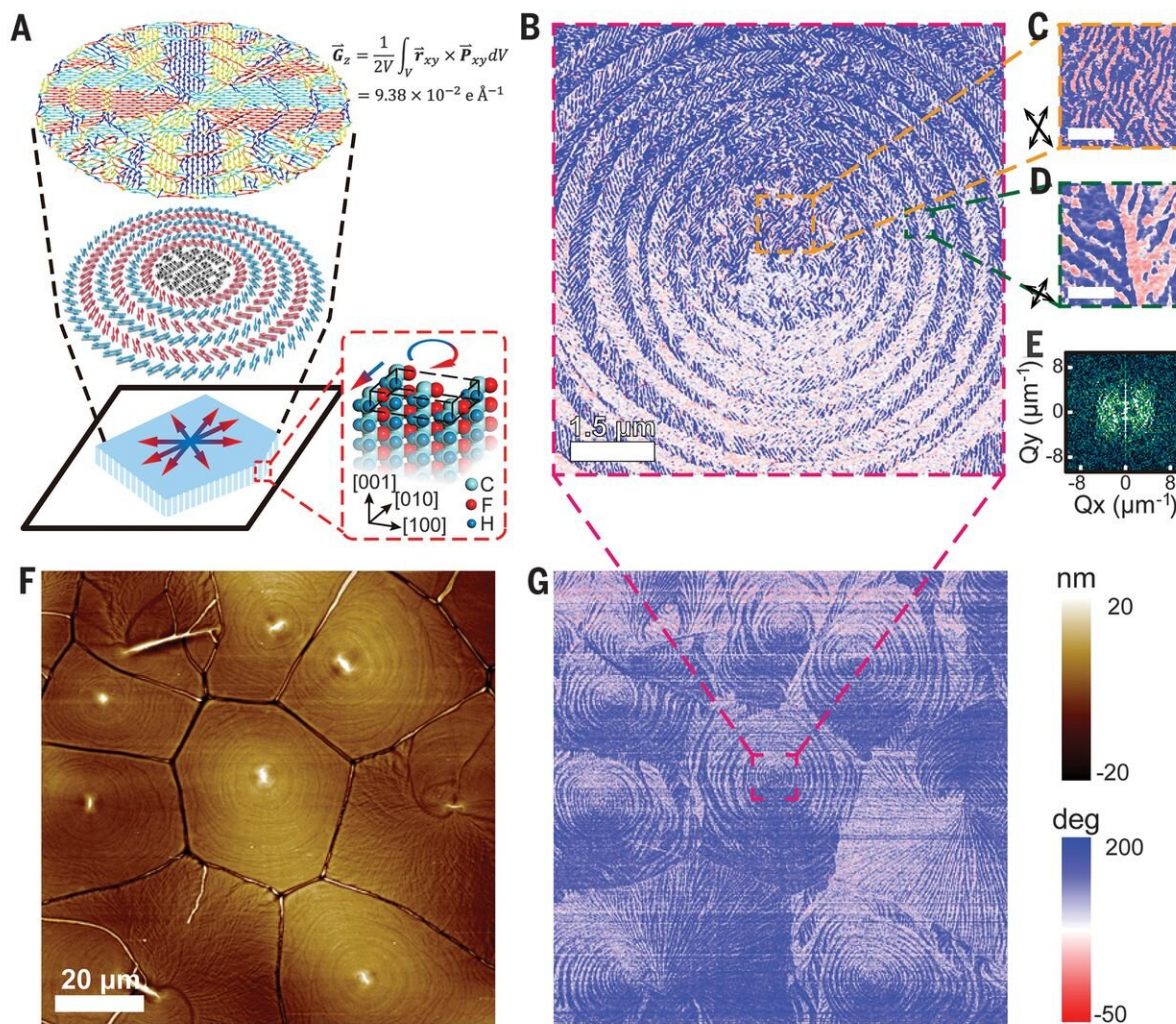 A
G⃗z = 1/2V ∫V r⃗xy × P⃗xy dV
= 9.38 × 10⁻² e Å⁻¹
[001]
[010]
[100]
C
F
H
B
1.5 µm
C
D
E
Qy (µm⁻¹)
8
0
-8
-8 0 8
Qx (µm⁻¹)
F
20 µm
G
nm
20
-20
deg
200
-50